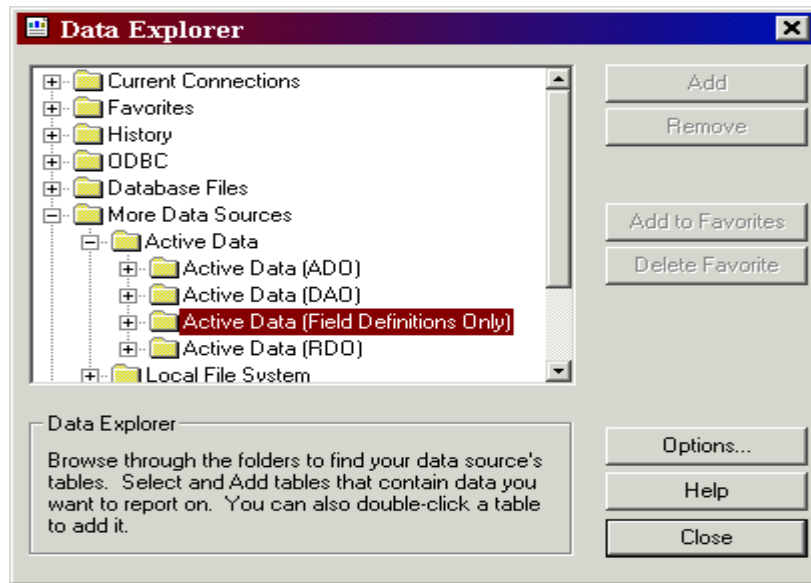 Data Explorer
Current Connections
Favorites
History
ODBC
Database Files
More Data Sources
Active Data
Active Data (ADO)
Active Data (DAO)
Active Data (Field Definitions Only)
Active Data (RDO)
Local File System
Add
Remove
Add to Favorites
Delete Favorite
Data Explorer
Browse through the folders to find your data source's
tables. Select and Add tables that contain data you
want to report on. You can also double-click a table
to add it.
Options...
Help
Close